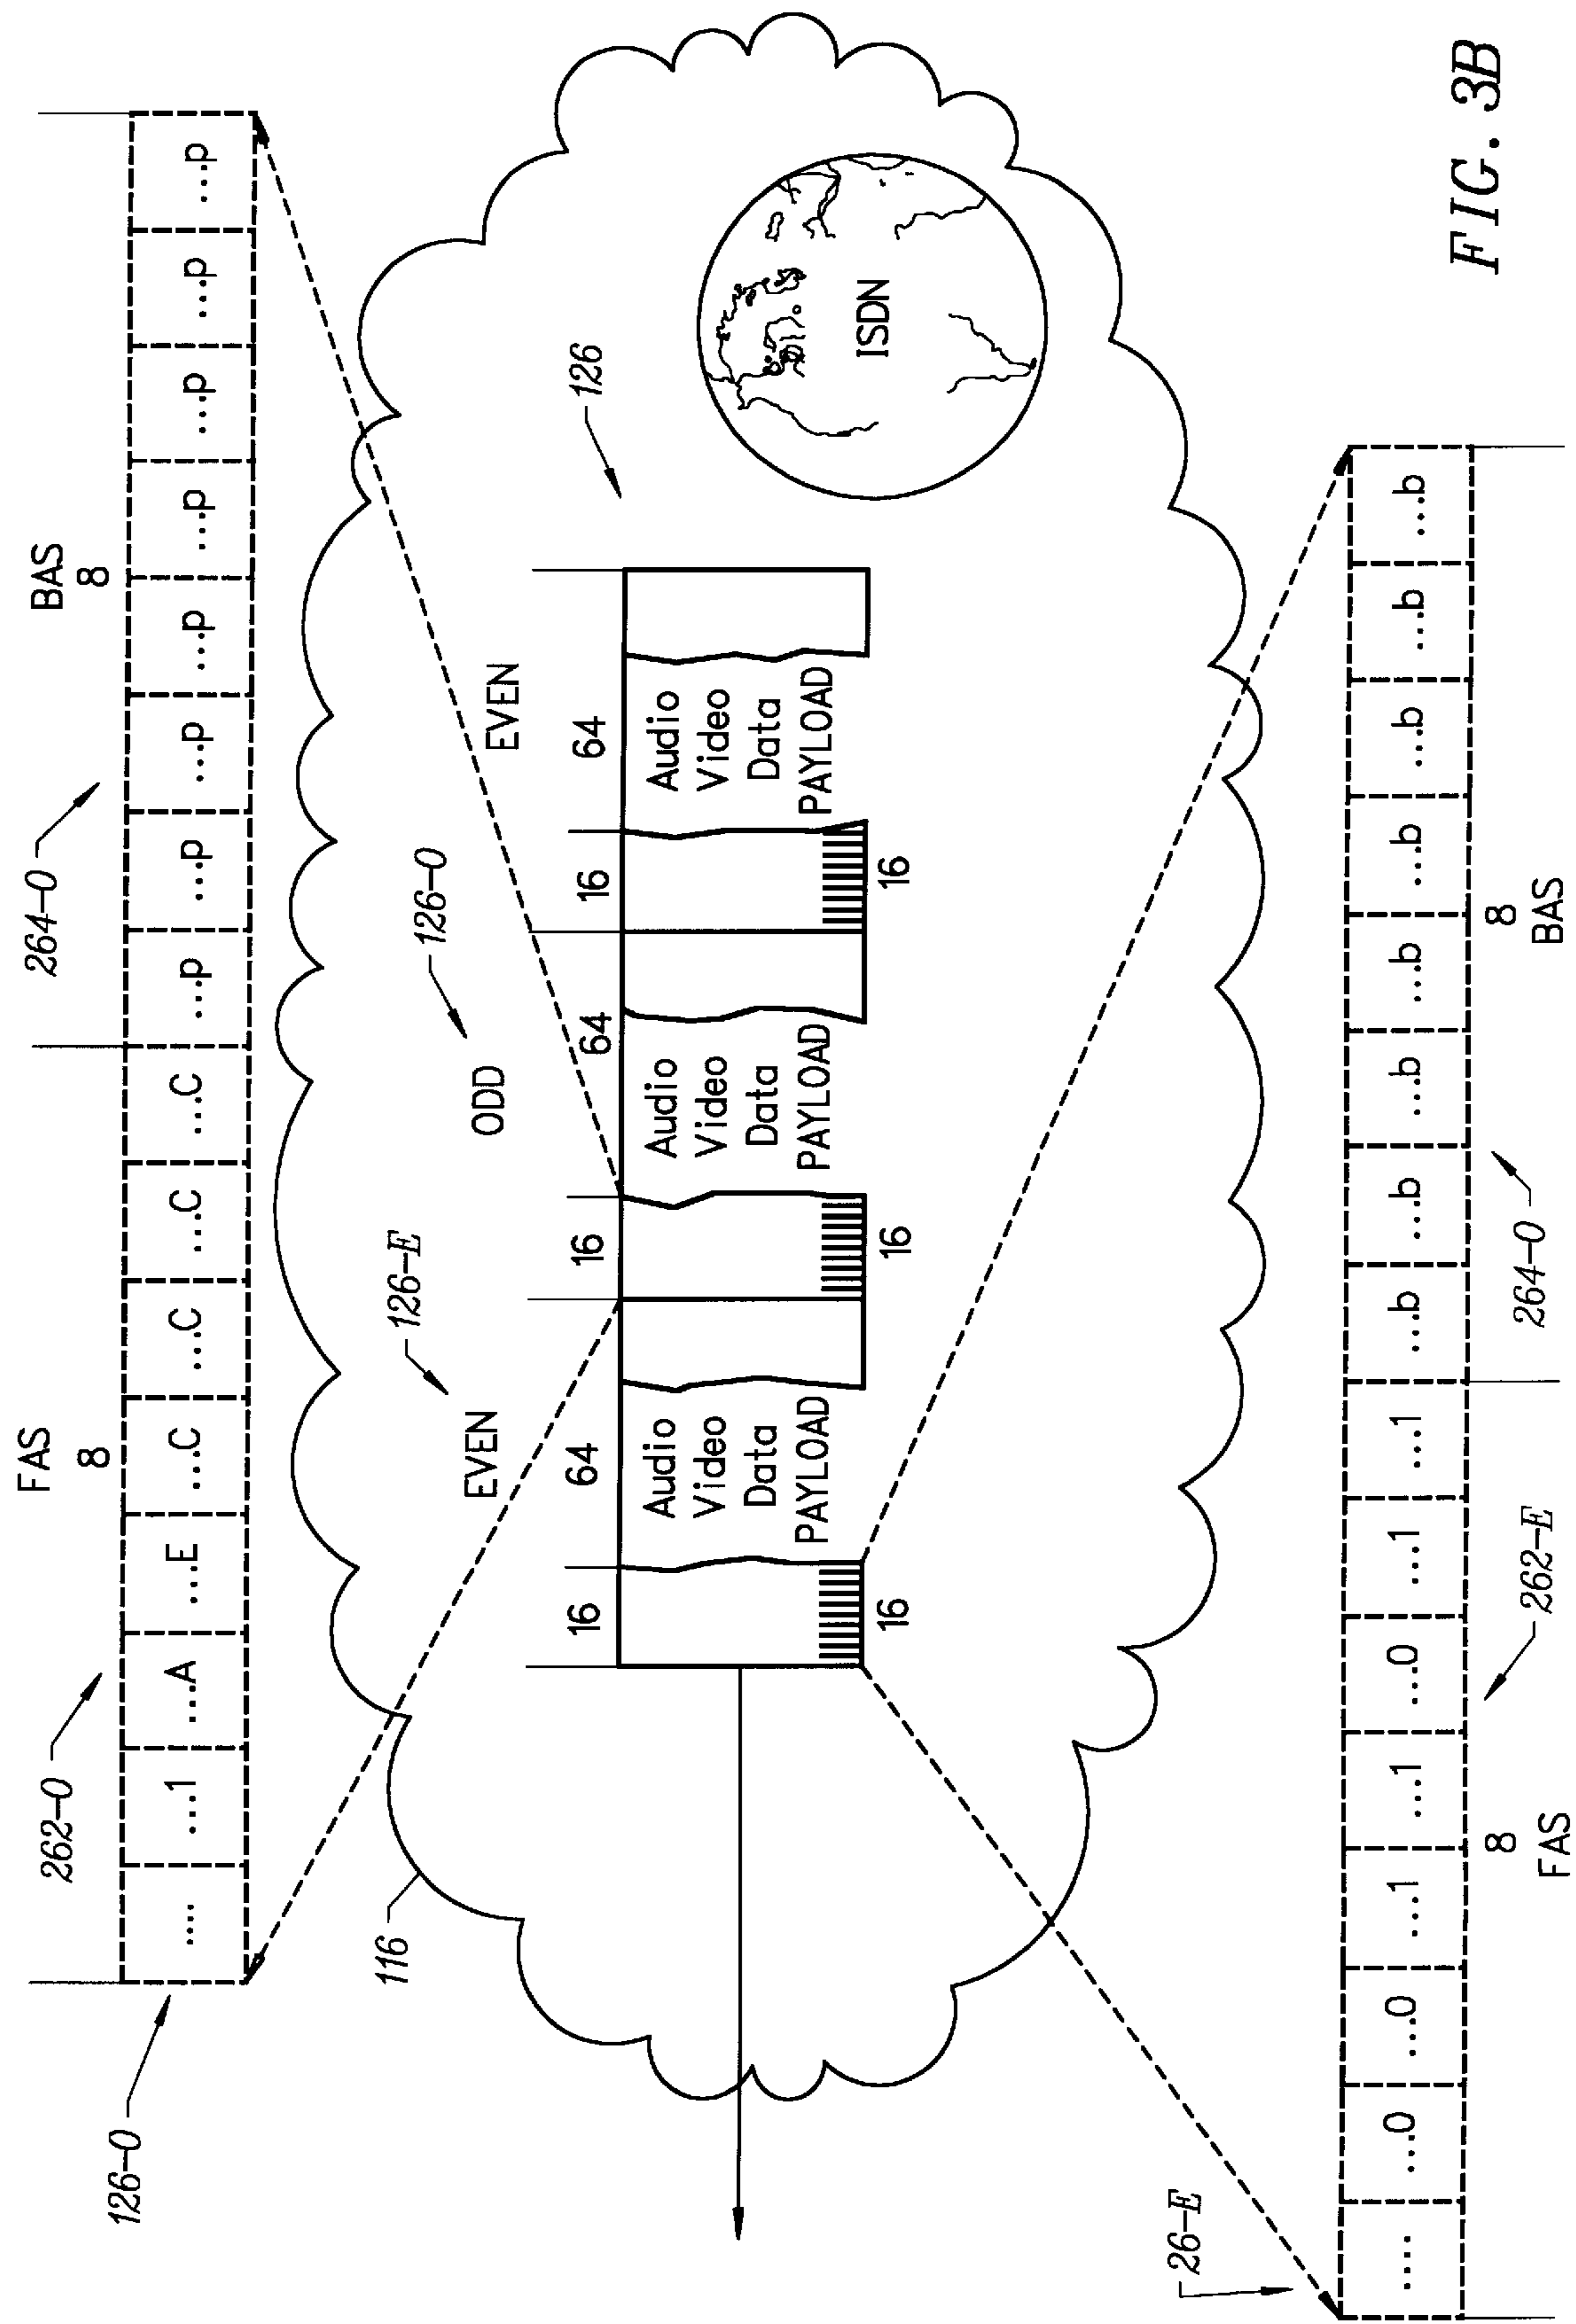 FAS BAS
8 8
126-O 262-O 264-O
.... ...1 ...A ...E ...C ...C ...C ...C ...p ...p ...p ...p ...p ...p ...p ...p
116 126-E 126-O 126
EVEN ODD EVEN
16 64 16 64 16 64
Audio Audio Audio
Video Video Video
Data Data Data
PAYLOAD PAYLOAD PAYLOAD
16 16 16
ISDN
26-E
.... ...0 ...0 ...1 ...1 ...0 ...1 ...1 ...b ...b ...b ...b ...b ...b ...b ...b
262-E 264-O
8 8
FAS BAS
FIG. 3B